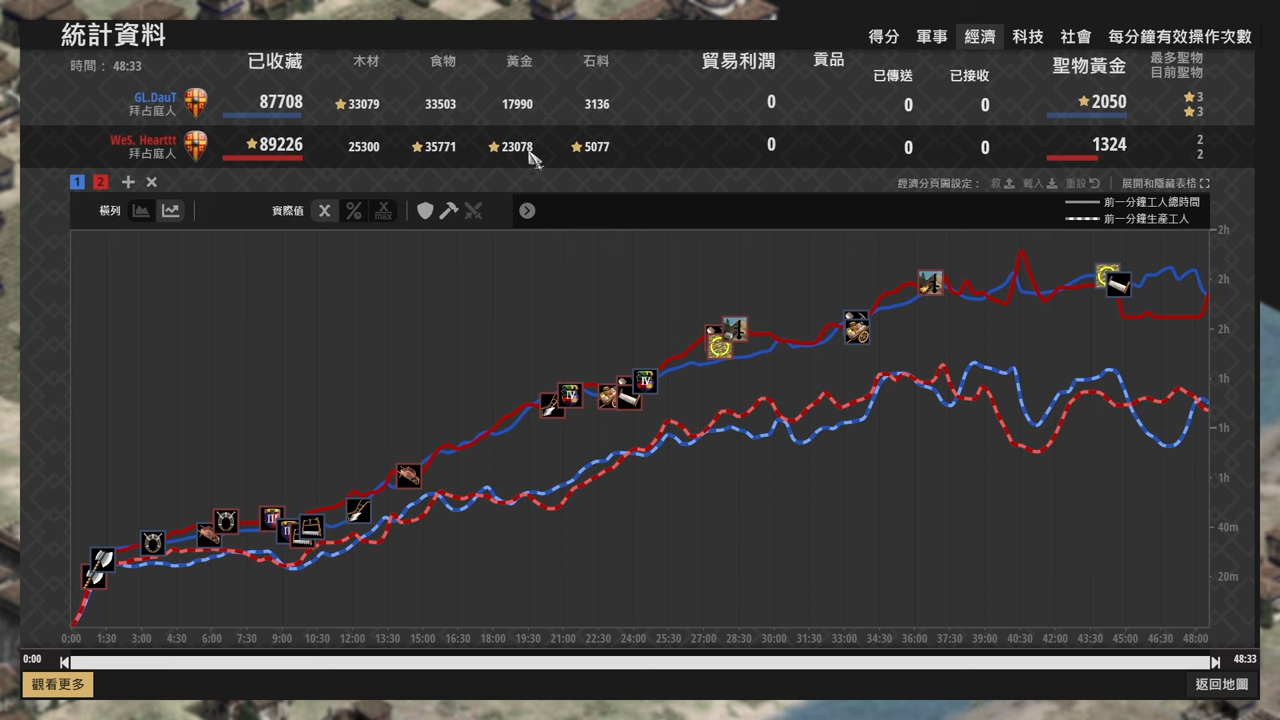 統計資料
得分 軍事 經濟 科技 社會 每分鐘有效操作次數
時間： 48:33
已收藏 木材 食物 黃金 石料 貿易利潤 貢品 已傳送 已接收 聖物黃金 最多聖物
目前聖物
GL.DauT
拜占庭人
87708 33079 33503 17990 3136 0 0 0 2050 3
3
WeS. Hearttt
拜占庭人
89226 25300 35771 23078 5077 0 0 0 1324 2
2
1 2
經濟分頁圖設定： 載入 重設 展開和隱藏表格
橫列 實際值 X % X
max
前一分鐘工人總時間
前一分鐘生產工人
2h
2h
2h
1h
1h
1h
40m
20m
III
IV
IV
0:00 1:30 3:00 4:30 6:00 7:30 9:00 10:30 12:00 13:30 15:00 16:30 18:00 19:30 21:00 22:30 24:00 25:30 27:00 28:30 30:00 31:30 33:00 34:30 36:00 37:30 39:00 40:30 42:00 43:30 45:00 46:30 48:00
0:00 48:33
觀看更多 返回地圖